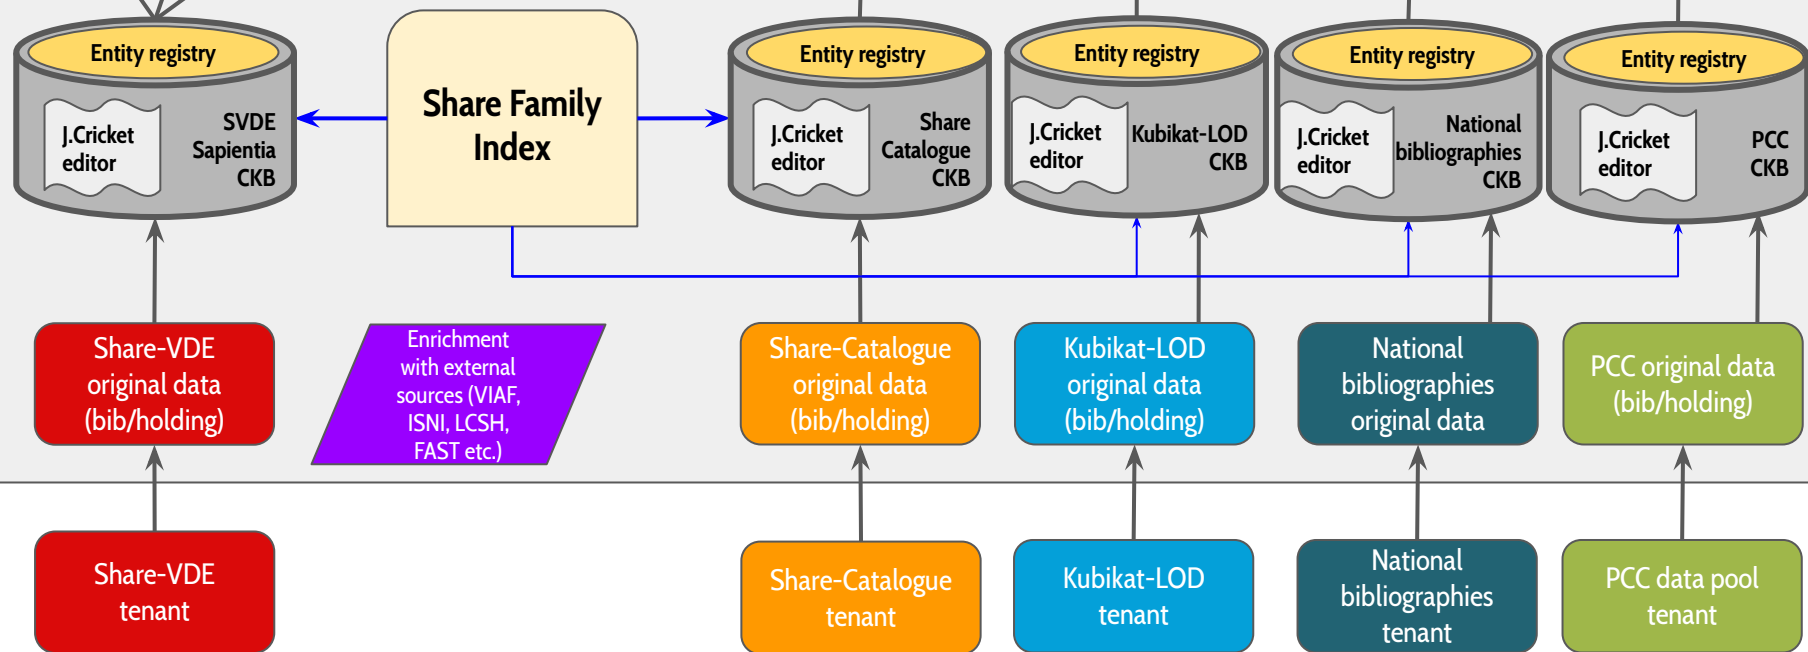 Entity registry
J.Cricket
editor
SVDE
Sapientia
CKB
Share Family
Index
Entity registry
J.Cricket
editor
Share
Catalogue
CKB
Entity registry
J.Cricket
editor
Kubikat-LOD
CKB
Entity registry
J.Cricket
editor
National
bibliographies
CKB
Entity registry
J.Cricket
editor
PCC
CKB
Share-VDE
original data
(bib/holding)
Enrichment
with external
sources (VIAF,
ISNI, LCSH,
FAST etc.)
Share-Catalogue
original data
(bib/holding)
Kubikat-LOD
original data
(bib/holding)
National
bibliographies
original data
PCC original data
(bib/holding)
Share-VDE
tenant
Share-Catalogue
tenant
Kubikat-LOD
tenant
National
bibliographies
tenant
PCC data pool
tenant